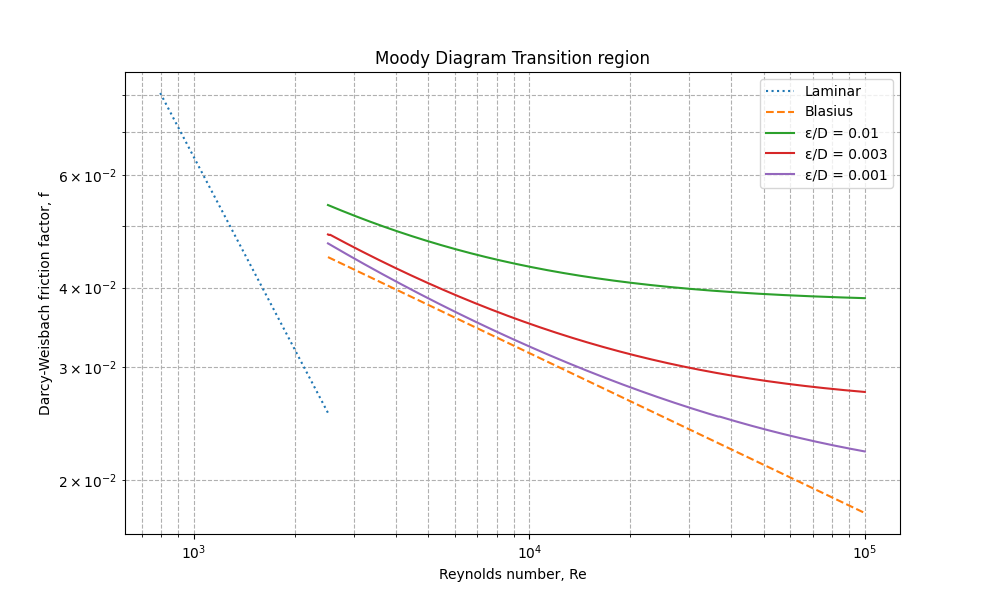 Moody Diagram Transition region
Laminar
Blasius
ε/D = 0.01
ε/D = 0.003
ε/D = 0.001
Darcy-Weisbach friction factor, f
6 × 10⁻²
4 × 10⁻²
3 × 10⁻²
2 × 10⁻²
10³
10⁴
10⁵
Reynolds number, Re